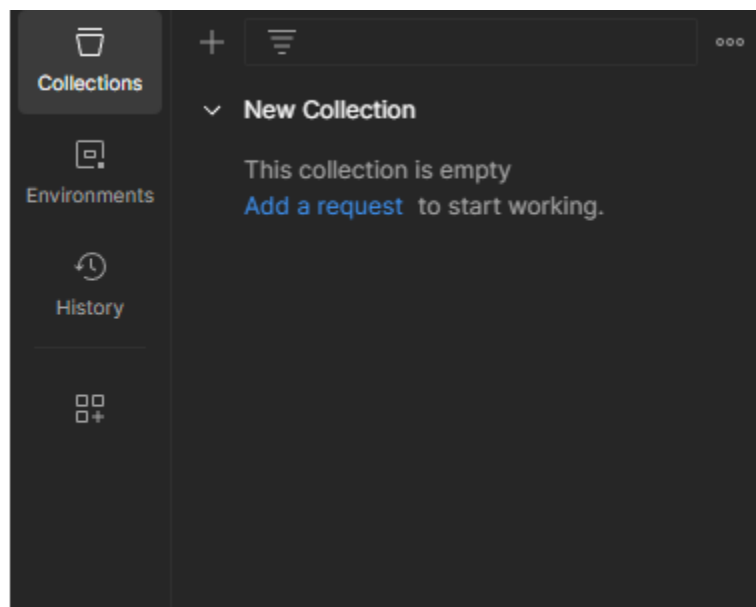 Collections
Environments
History
New Collection
This collection is empty
Add a request to start working.